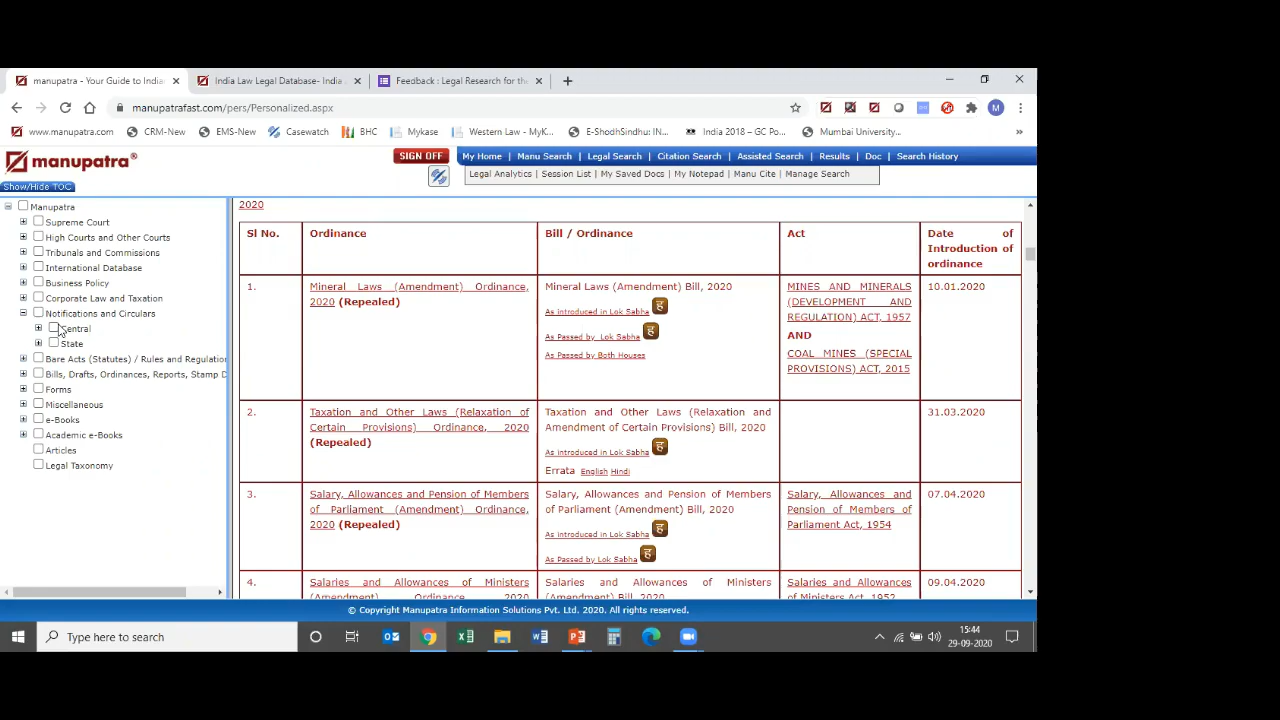 manupatra - Your Guide to India
India Law Legal Database- India
Feedback : Legal Research for the
manupatrafast.com/pers/Personalized.aspx
M
www.manupatra.com
CRM-New
EMS-New
Casewatch
BHC
Mykase
Western Law - MyK...
E-ShodhSindhu: IN...
India 2018 – GC Po...
Mumbai University...
»
manupatra®
SIGN OFF
My Home | Manu Search | Legal Search | Citation Search | Assisted Search | Results | Doc | Search History
Legal Analytics | Session List | My Saved Docs | My Notepad | Manu Cite | Manage Search
Show/Hide TOC
Manupatra
Supreme Court
High Courts and Other Courts
Tribunals and Commissions
International Database
Business Policy
Corporate Law and Taxation
Notifications and Circulars
Central
State
Bare Acts (Statutes) / Rules and Regulation
Bills, Drafts, Ordinances, Reports, Stamp D
Forms
Miscellaneous
e-Books
Academic e-Books
Articles
Legal Taxonomy
2020
Sl No.
Ordinance
Bill / Ordinance
Act
Date of
Introduction of
ordinance
1.
Mineral Laws (Amendment) Ordinance,
2020 (Repealed)
Mineral Laws (Amendment) Bill, 2020
As introduced in Lok Sabha ह
As Passed by Lok Sabha ह
As Passed by Both Houses
MINES AND MINERALS
(DEVELOPMENT AND
REGULATION) ACT, 1957
AND
COAL MINES (SPECIAL
PROVISIONS) ACT, 2015
10.01.2020
2.
Taxation and Other Laws (Relaxation of
Certain Provisions) Ordinance, 2020
(Repealed)
Taxation and Other Laws (Relaxation and
Amendment of Certain Provisions) Bill, 2020
As introduced in Lok Sabha ह
Errata English Hindi
31.03.2020
3.
Salary, Allowances and Pension of Members
of Parliament (Amendment) Ordinance,
2020 (Repealed)
Salary, Allowances and Pension of Members
of Parliament (Amendment) Bill, 2020
As introduced in Lok Sabha ह
As Passed by Lok Sabha ह
Salary, Allowances and
Pension of Members of
Parliament Act, 1954
07.04.2020
4.
Salaries and Allowances of Ministers
(Amendment) Ordinance, 2020
Salaries and Allowances of Ministers
(Amendment) Bill, 2020
Salaries and Allowances
of Ministers Act, 1952
09.04.2020
© Copyright Manupatra Information Solutions Pvt. Ltd. 2020. All rights reserved.
Type here to search
15:44
29-09-2020